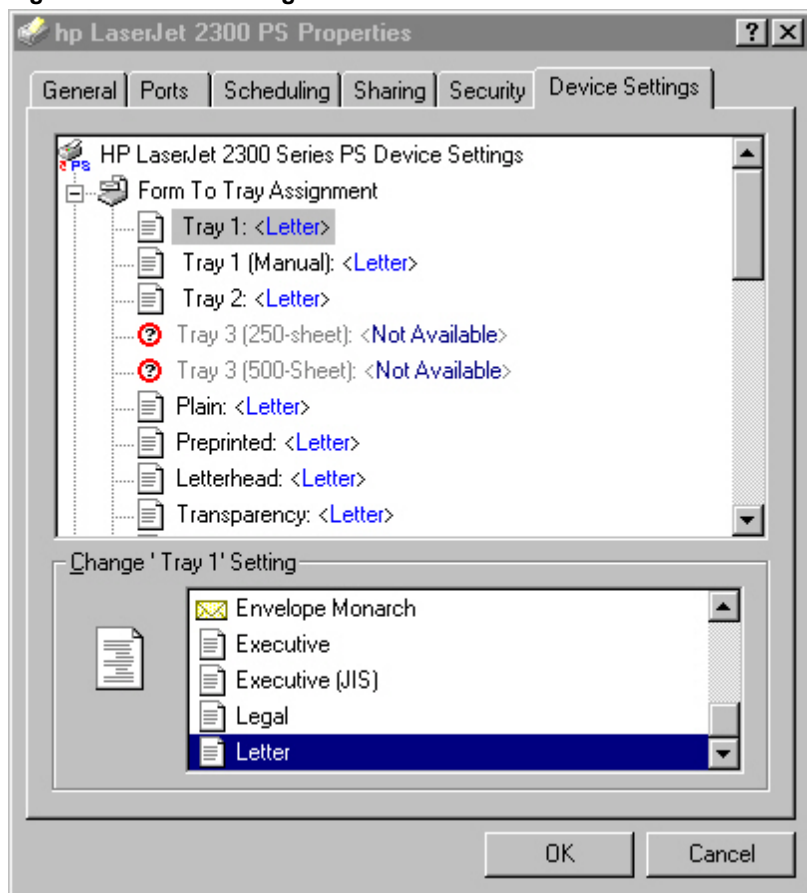 hp LaserJet 2300 PS Properties
General Ports Scheduling Sharing Security Device Settings
HP LaserJet 2300 Series PS Device Settings
Form To Tray Assignment
Tray 1: <Letter>
Tray 1 (Manual): <Letter>
Tray 2: <Letter>
Tray 3 (250-sheet): <Not Available>
Tray 3 (500-Sheet): <Not Available>
Plain: <Letter>
Preprinted: <Letter>
Letterhead: <Letter>
Transparency: <Letter>
Change ' Tray 1' Setting
Envelope Monarch
Executive
Executive (JIS)
Legal
Letter
OK Cancel